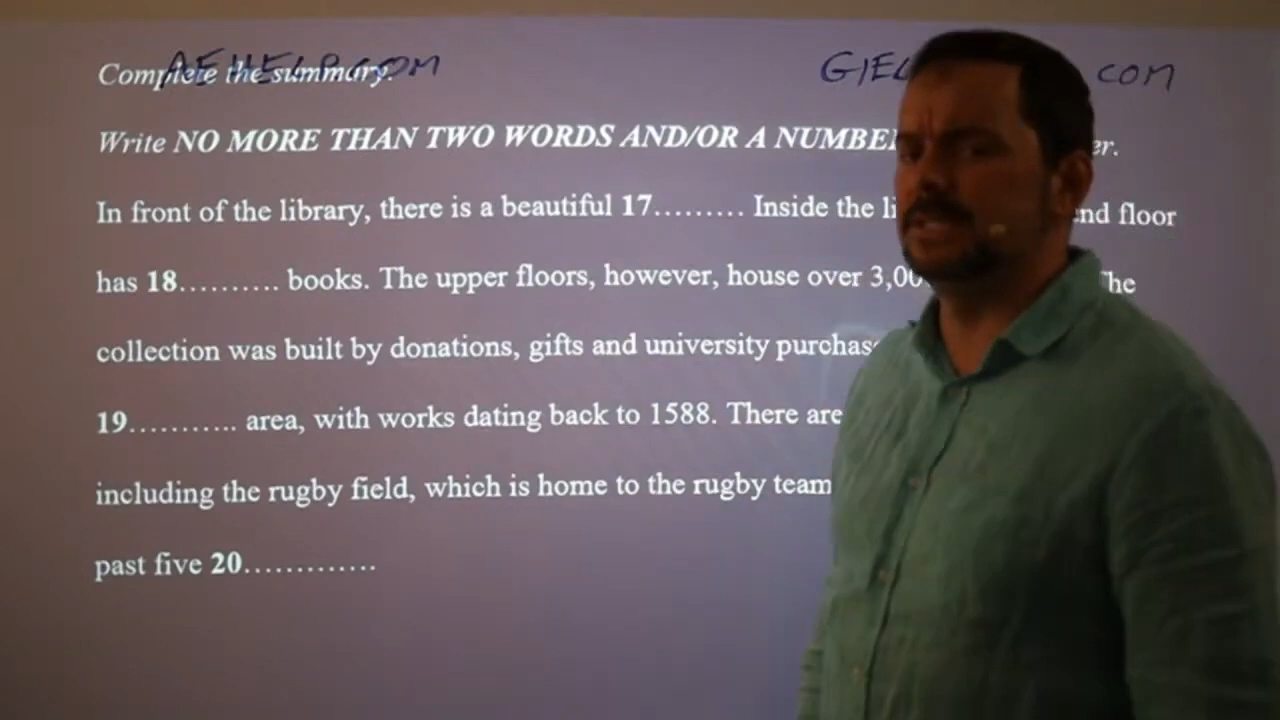 AEHELP.COM GIEL COM
Complete the summary.
Write NO MORE THAN TWO WORDS AND/OR A NUMBER er.
In front of the library, there is a beautiful 17......... Inside the li nd floor
has 18.......... books. The upper floors, however, house over 3,00 The
collection was built by donations, gifts and university purchas
19........... area, with works dating back to 1588. There are
including the rugby field, which is home to the rugby team
past five 20.............